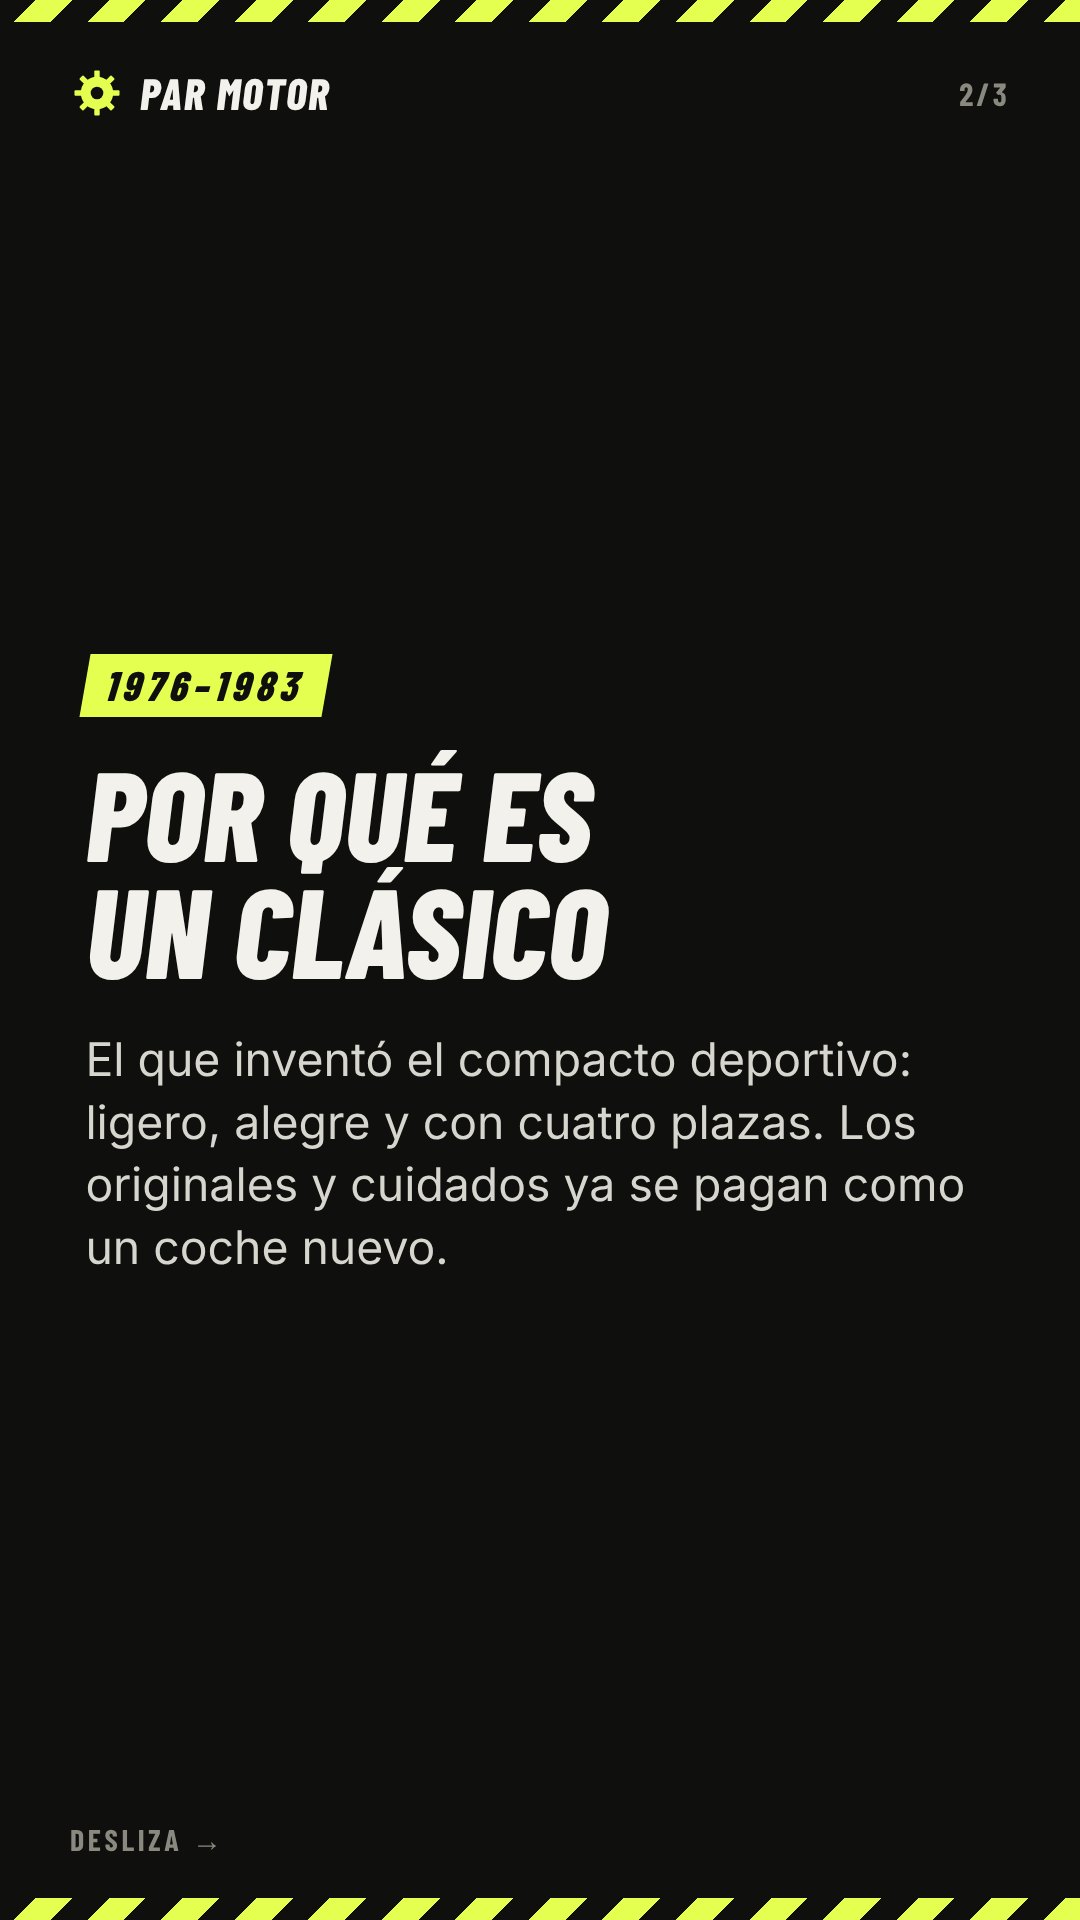 PAR MOTOR
2/3
1976–1983
POR QUÉ ES
UN CLÁSICO
El que inventó el compacto deportivo:
ligero, alegre y con cuatro plazas. Los
originales y cuidados ya se pagan como
un coche nuevo.
DESLIZA →